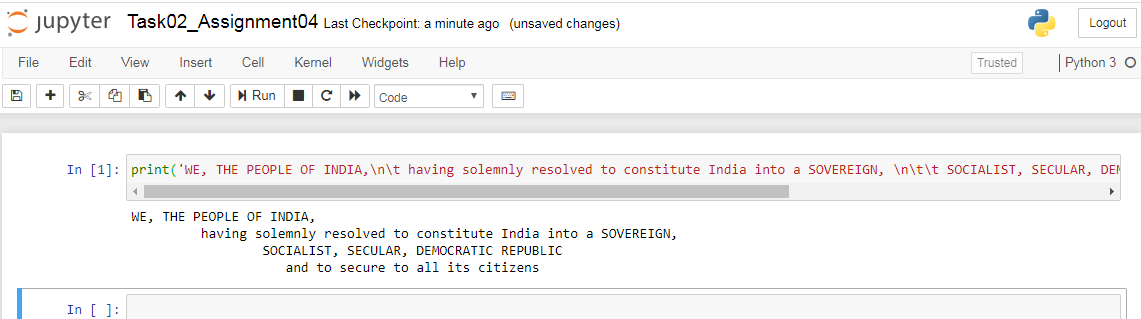 jupyter Task02_Assignment04 Last Checkpoint: a minute ago (unsaved changes) Logout
File Edit View Insert Cell Kernel Widgets Help Trusted Python 3
Run Code
In [1]: print('WE, THE PEOPLE OF INDIA,\n\t having solemnly resolved to constitute India into a SOVEREIGN, \n\t\t SOCIALIST, SECULAR, DEM
WE, THE PEOPLE OF INDIA,
having solemnly resolved to constitute India into a SOVEREIGN,
SOCIALIST, SECULAR, DEMOCRATIC REPUBLIC
and to secure to all its citizens
In [ ]: